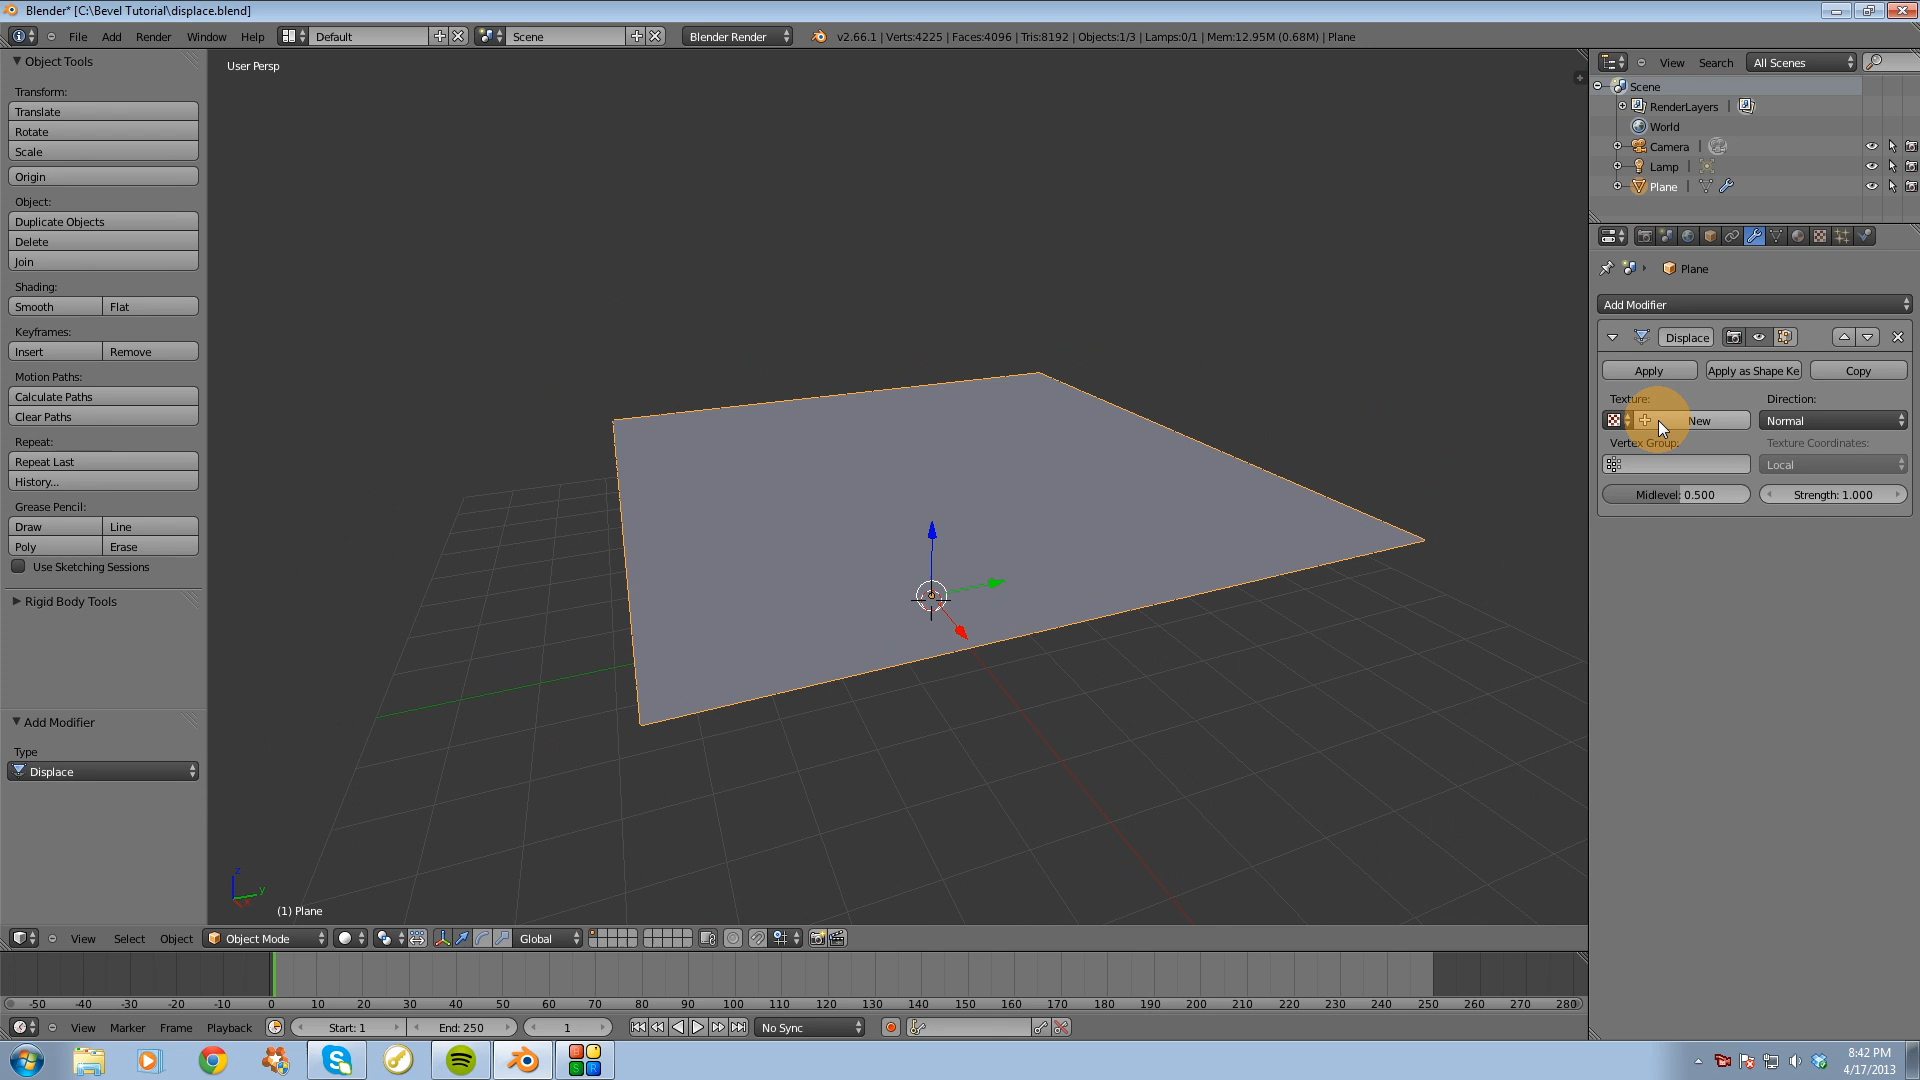 Blender* [C:\Bevel Tutorial\displace.blend]
File Add Render Window Help Default Scene Blender Render v2.66.1 | Verts:4225 | Faces:4096 | Tris:8192 | Objects:1/3 | Lamps:0/1 | Mem:12.95M (0.68M) | Plane
Object Tools
Transform:
Translate
Rotate
Scale
Origin
Object:
Duplicate Objects
Delete
Join
Shading:
Smooth Flat
Keyframes:
Insert Remove
Motion Paths:
Calculate Paths
Clear Paths
Repeat:
Repeat Last
History...
Grease Pencil:
Draw Line
Poly Erase
Use Sketching Sessions
Rigid Body Tools
Add Modifier
Type
Displace
User Persp
z
y
x
(1) Plane
View Select Object Object Mode Global
-50 -40 -30 -20 -10 0 10 20 30 40 50 60 70 80 90 100 110 120 130 140 150 160 170 180 190 200 210 220 230 240 250 260 270 280
View Marker Frame Playback Start: 1 End: 250 1 No Sync
View Search All Scenes
Scene
RenderLayers |
World
Camera |
Lamp |
Plane |
Plane
Add Modifier
Displace
Apply Apply as Shape Ke Copy
Texture: Direction:
New Normal
Vertex Group: Texture Coordinates:
Local
Midlevel: 0.500 Strength: 1.000
8:42 PM
4/17/2013